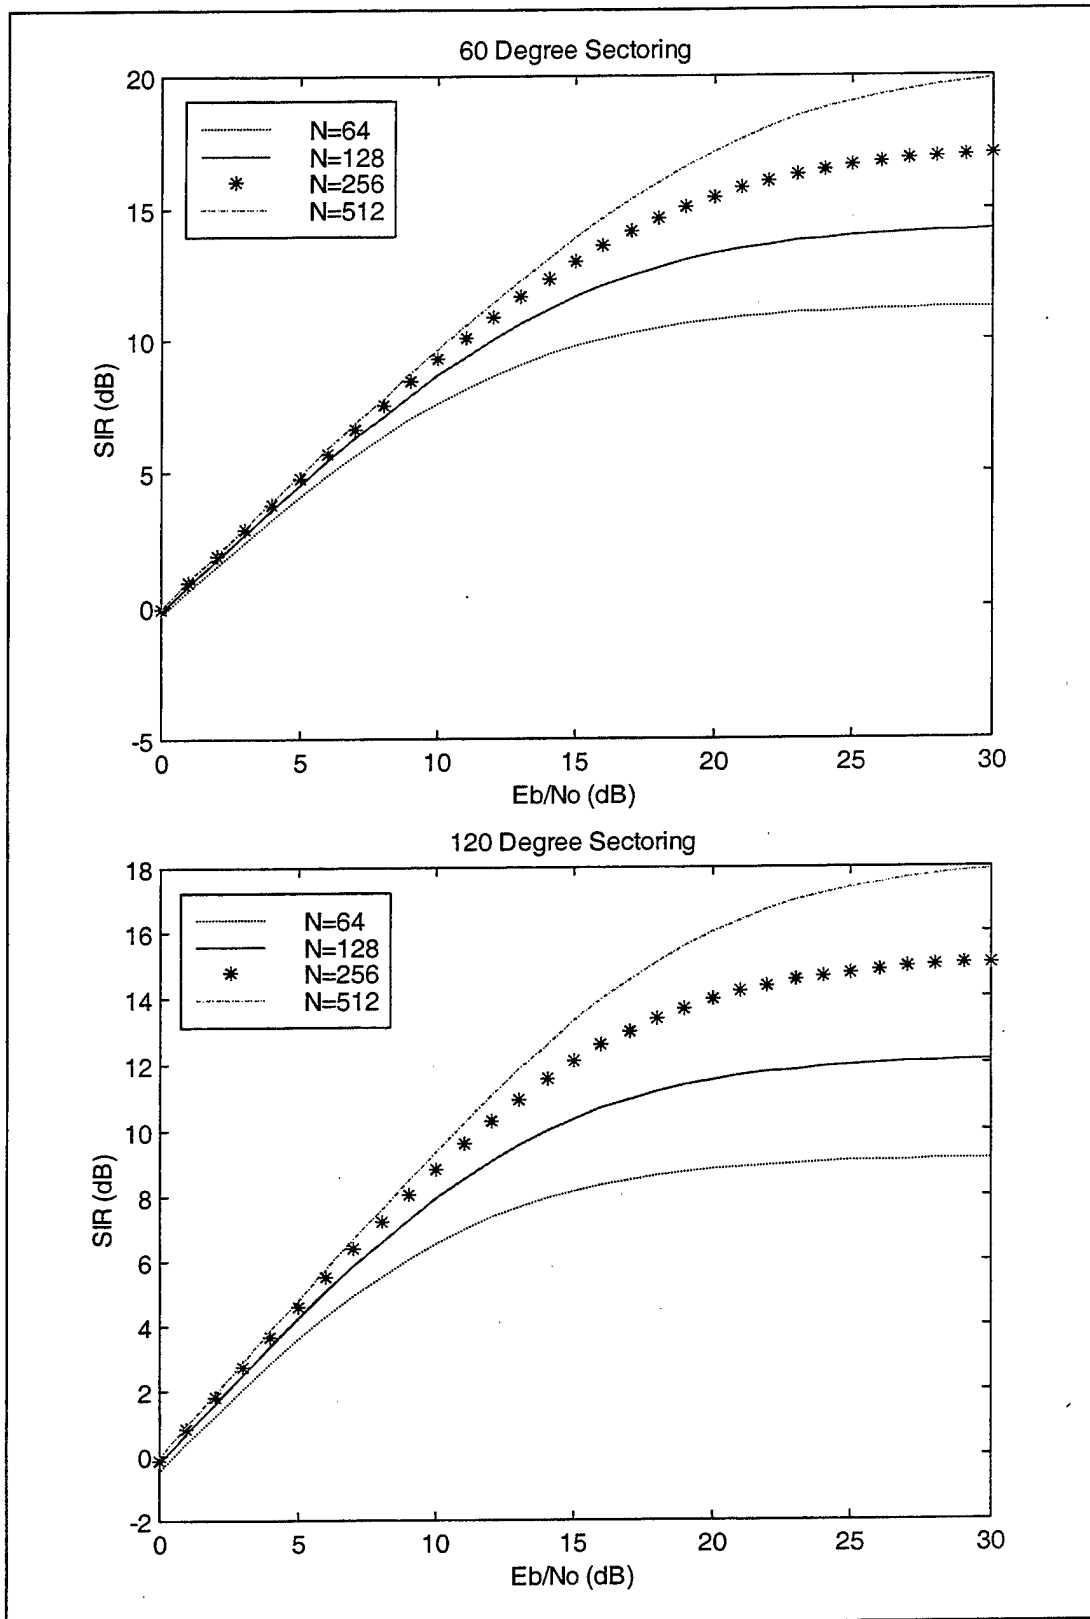 60 Degree Sectoring
N=64
N=128
N=256
N=512
20
15
10
5
0
-5
SIR (dB)
0 5 10 15 20 25 30
Eb/No (dB)
120 Degree Sectoring
N=64
N=128
N=256
N=512
18
16
14
12
10
8
6
4
2
0
-2
SIR (dB)
0 5 10 15 20 25 30
Eb/No (dB)